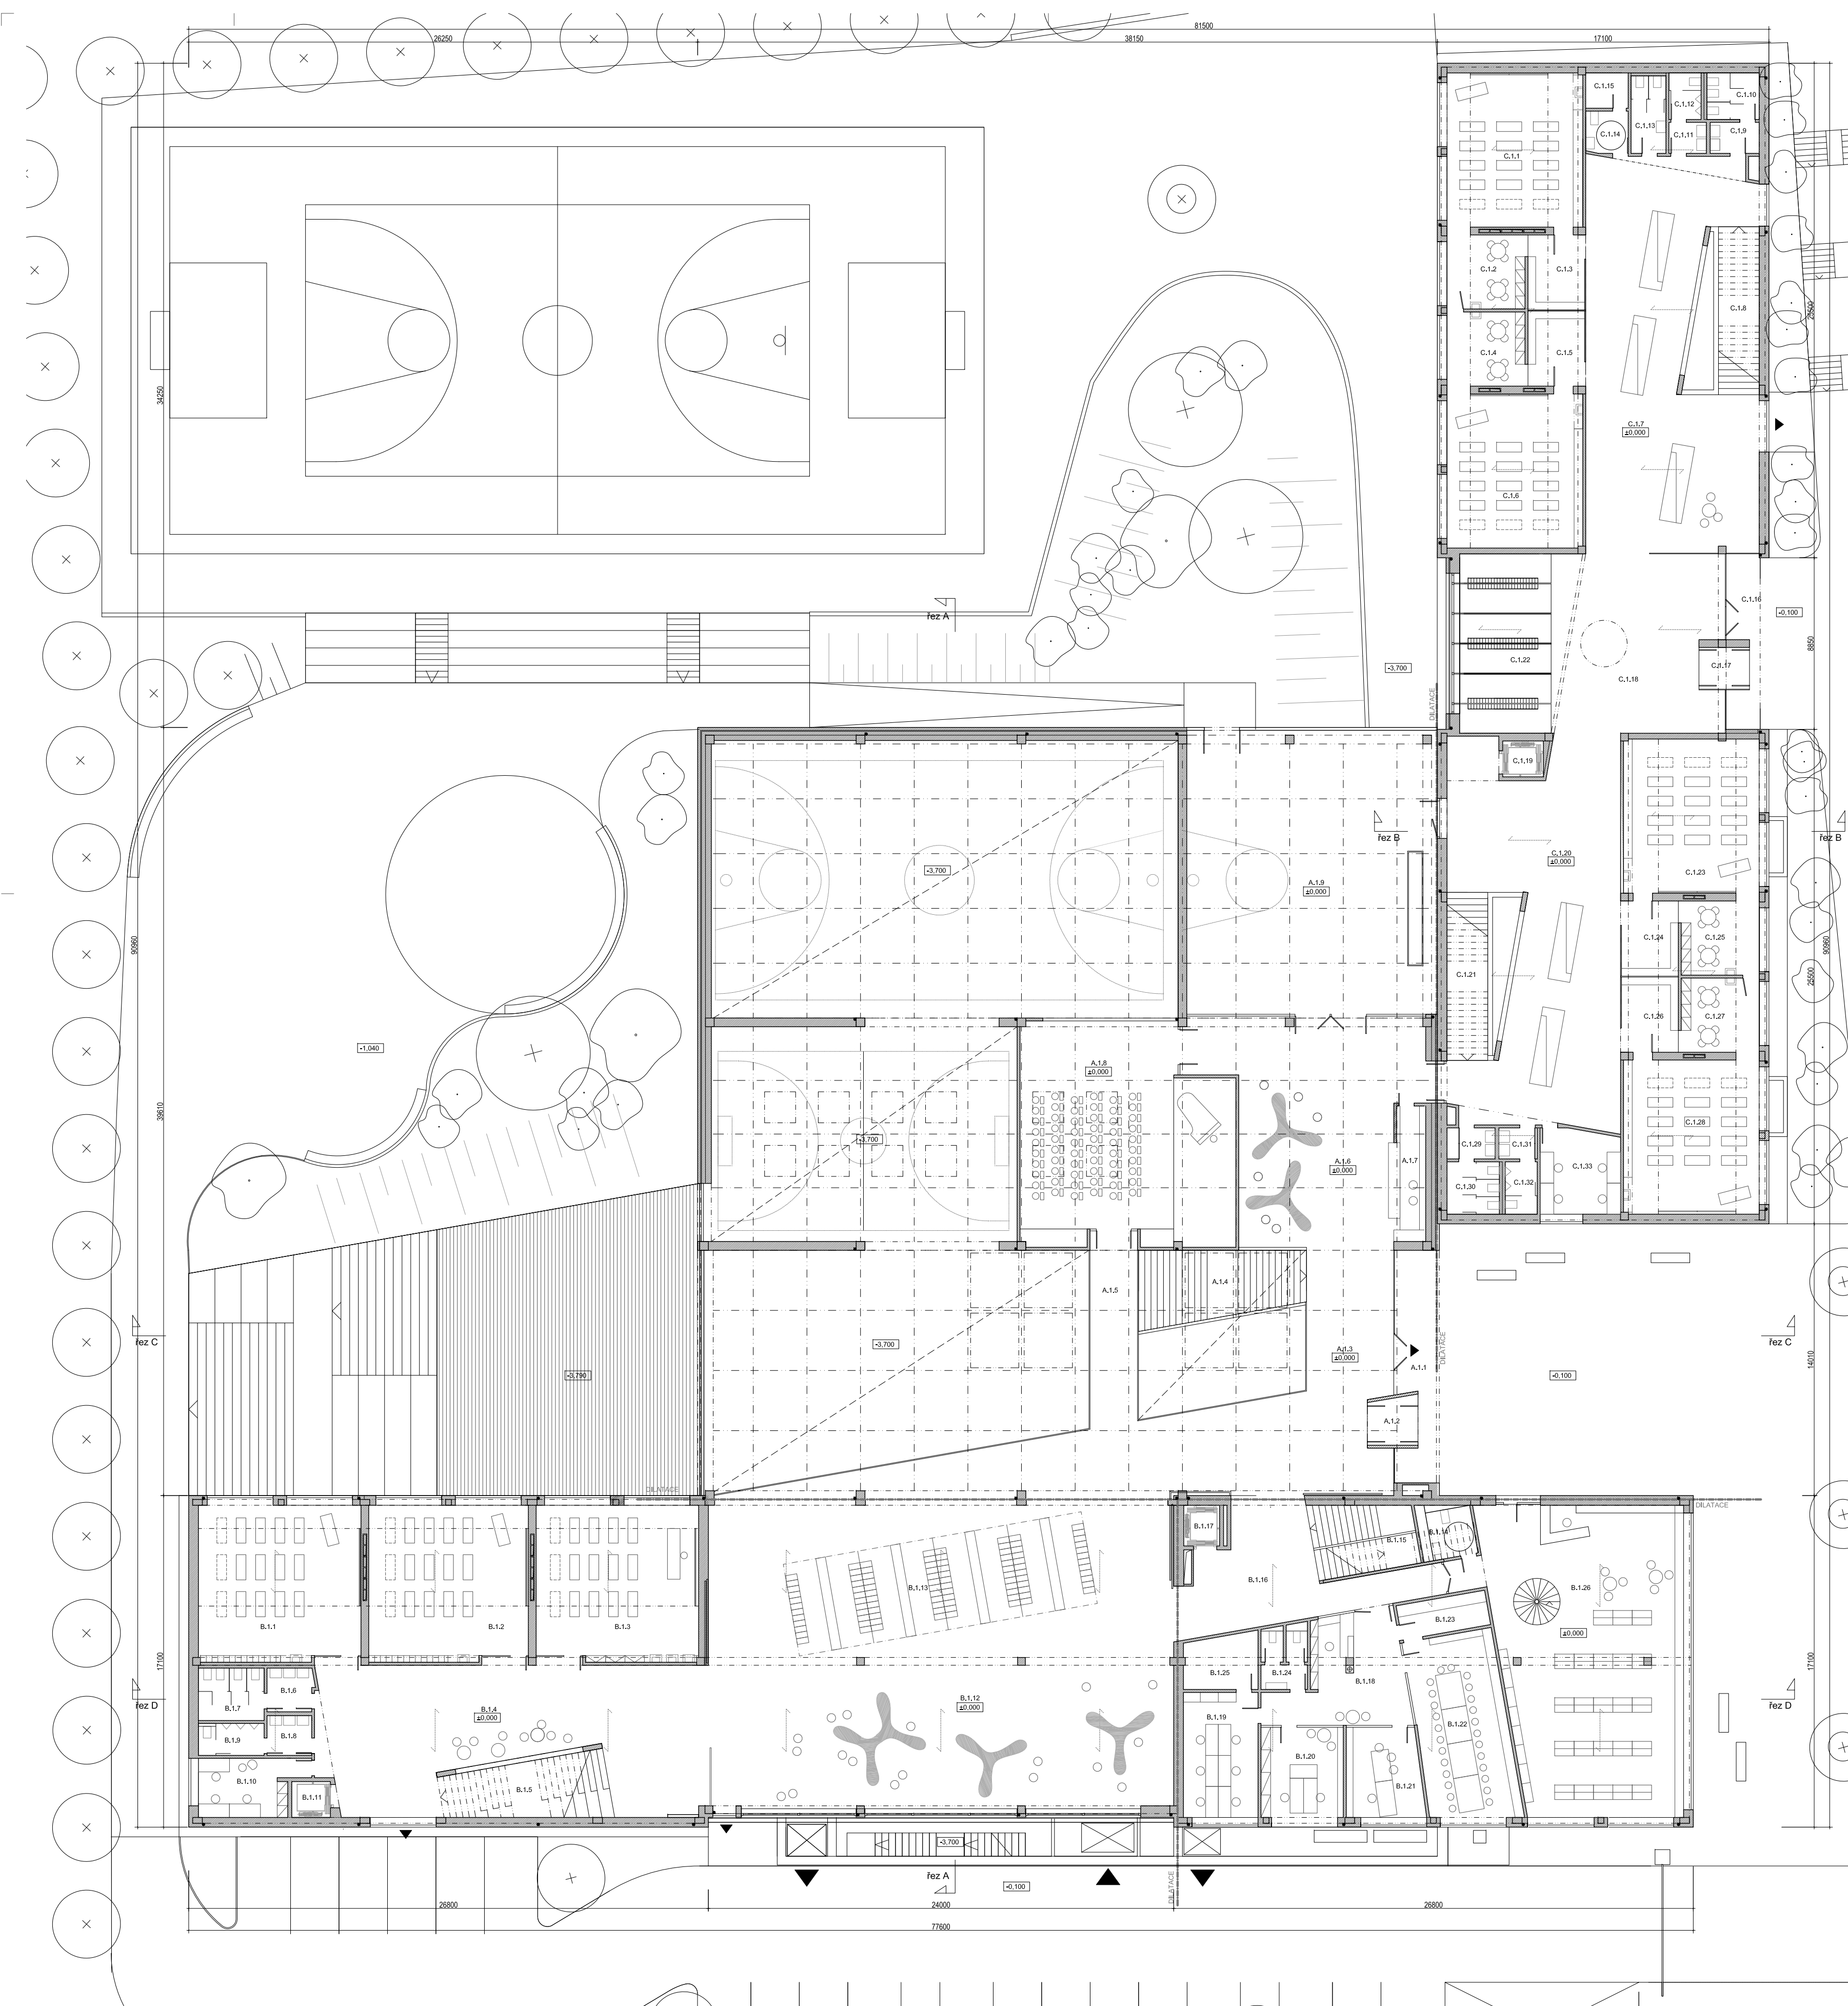 81500
26250
38150
17100
C.1.15
C.1.12
C.1.10
C.1.14
C.1.13
C.1.11
C.1.9
C.1.1
C.1.2
C.1.3
C.1.8
25500
C.1.4
C.1.5
34250
C.1.7
±0,000
C.1.6
C.1.16
-0,100
řez A
8850
C.1.22
C.1.17
-3,700
C.1.18
DILATACE
C.1.19
řez B
řez B
C.1.20
±0,000
-3,700
C.1.23
A.1.9
±0,000
90960
C.1.24
C.1.25
90960
C.1.21
25500
C.1.26
C.1.27
-1,040
A.1.8
±0,000
39610
C.1.28
-3,700
C.1.29
C.1.31
A.1.6
±0,000
A.1.7
C.1.33
C.1.30
C.1.32
A.1.4
A.1.5
řez C
-3,700
A.1.3
±0,000
DILATACE
řez C
14010
A.1.1
-3,790
-0,100
A.1.2
DILATACE
DILATACE
B.1.17
B.1.14
B.1.15
B.1.13
B.1.16
B.1.26
B.1.1
B.1.2
B.1.3
B.1.23
±0,000
17100
17100
B.1.6
B.1.25
B.1.24
B.1.18
řez D
B.1.7
B.1.4
±0,000
B.1.12
±0,000
řez D
B.1.8
B.1.9
B.1.19
B.1.22
B.1.20
B.1.10
B.1.5
B.1.21
B.1.11
-3,700
řez A
-0,100
DILATACE
26800
24000
26800
77600